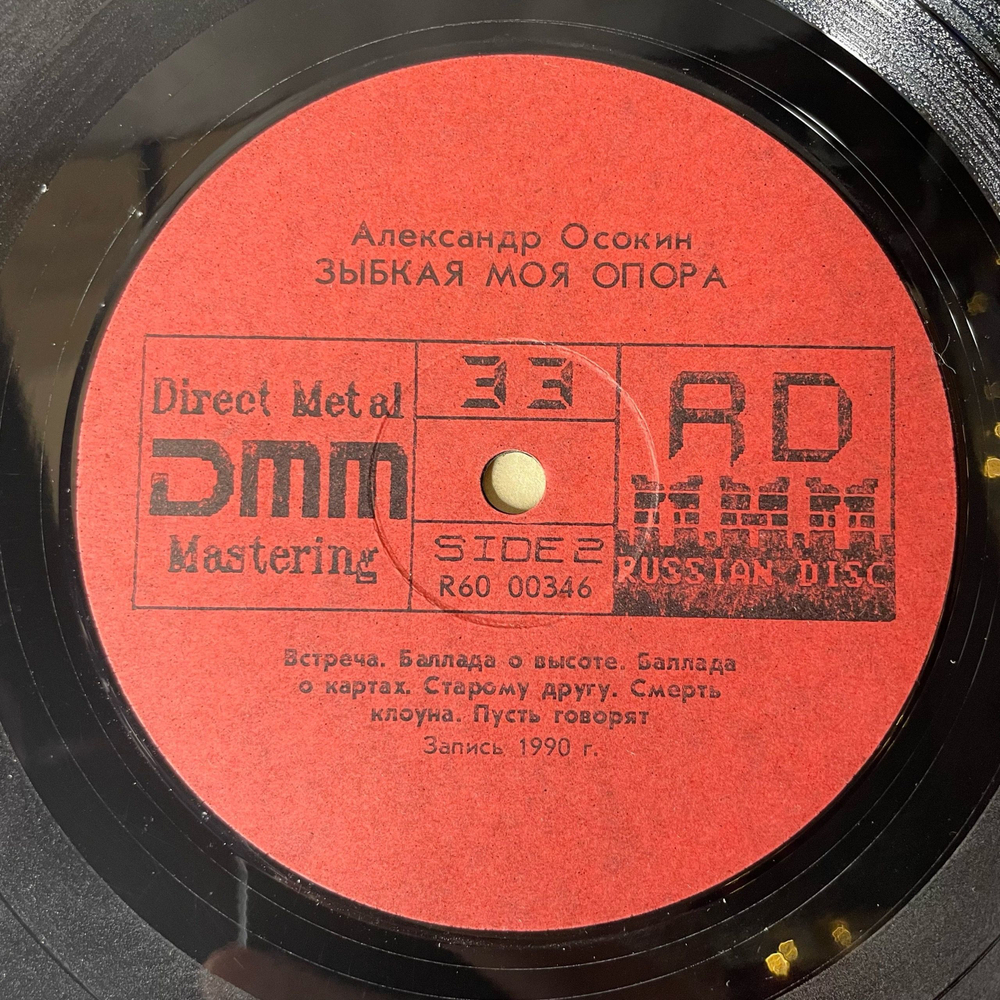 Александр Осокин
ЗЫБКАЯ МОЯ ОПОРА
Direct Metal
DMM
Mastering
33
SIDE 2
R60 00346
RD
RUSSIAN DISC
Встреча. Баллада о высоте. Баллада
о картах. Старому другу. Смерть
клоуна. Пусть говорят
Запись 1990 г.